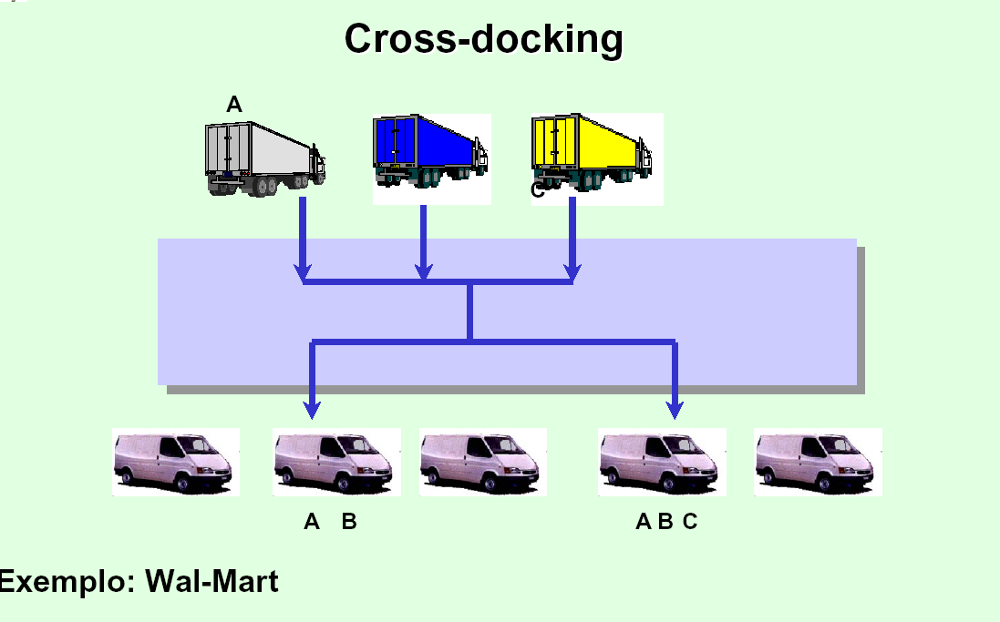 Cross-docking
A
C
A B
A B C
Exemplo: Wal-Mart